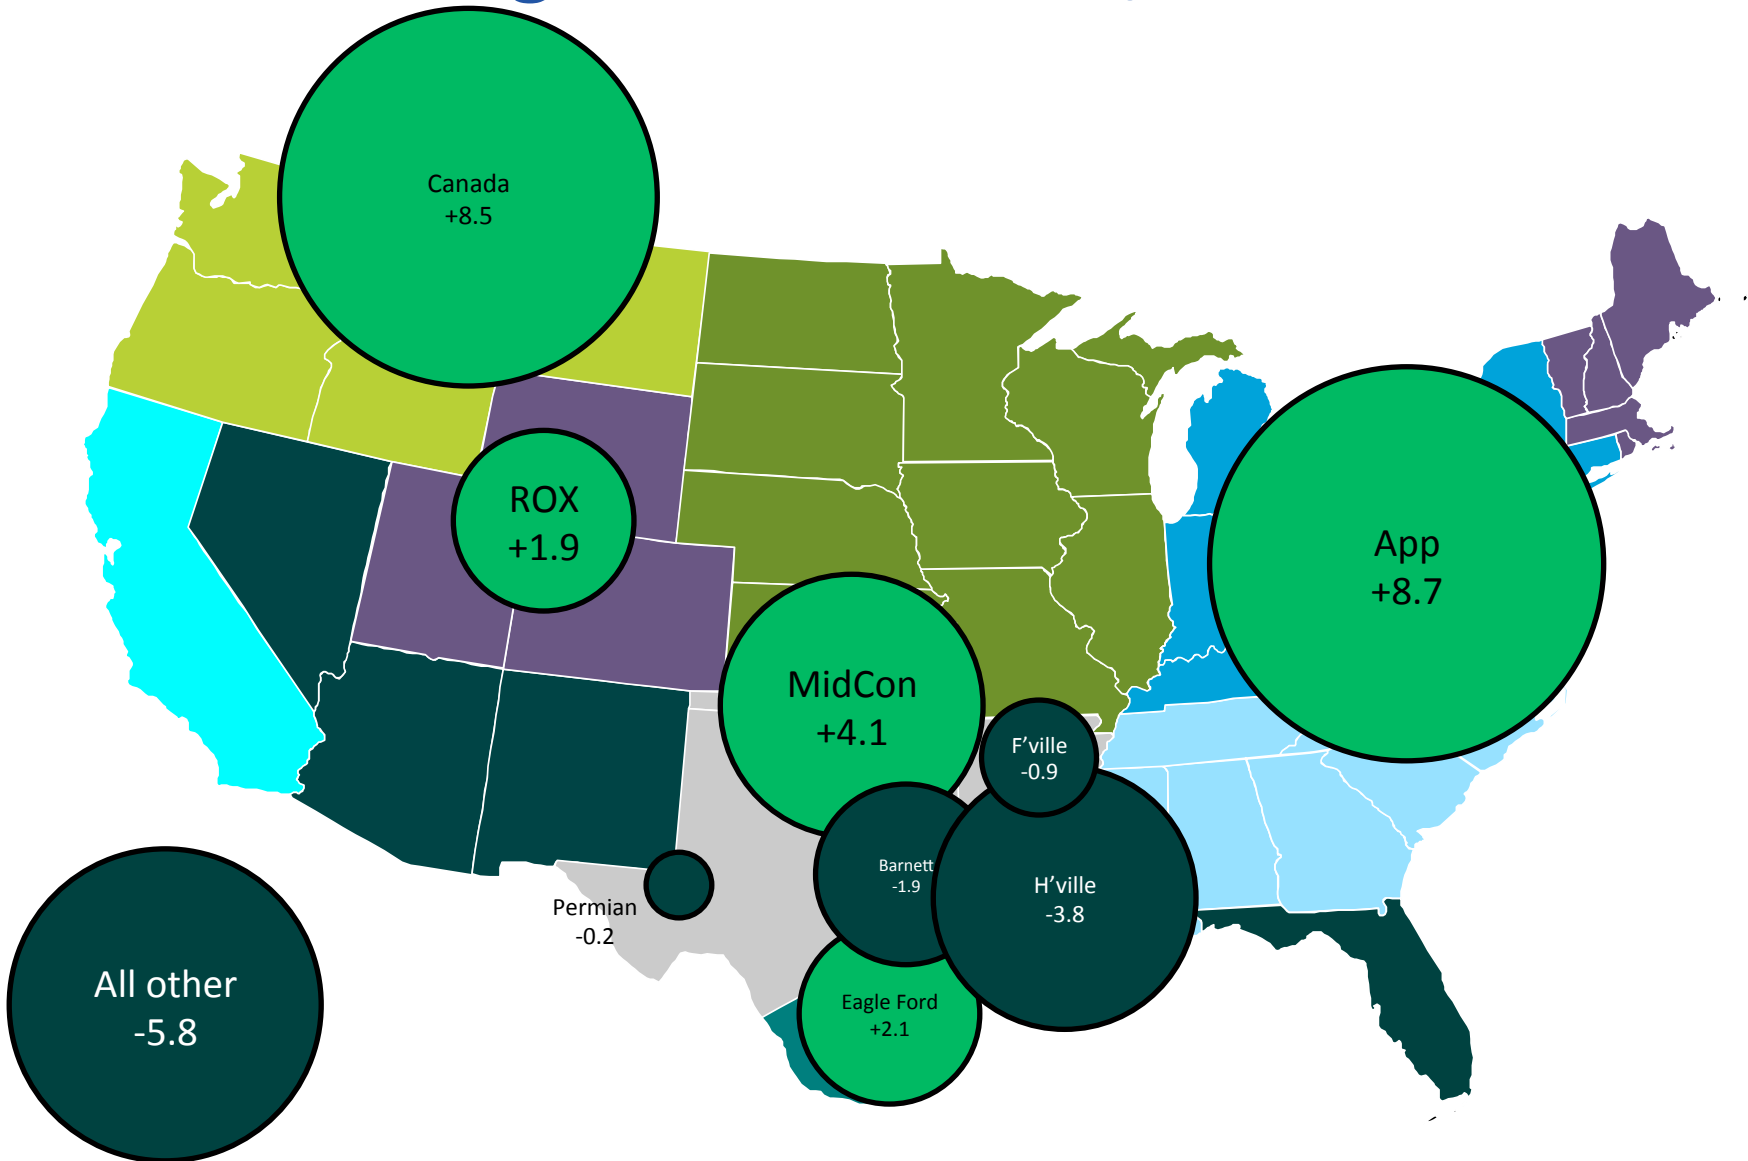 Canada
+8.5
ROX
+1.9
App
+8.7
MidCon
+4.1
F'ville
-0.9
Barnett
-1.9
H'ville
-3.8
Permian
-0.2
All other
-5.8
Eagle Ford
+2.1